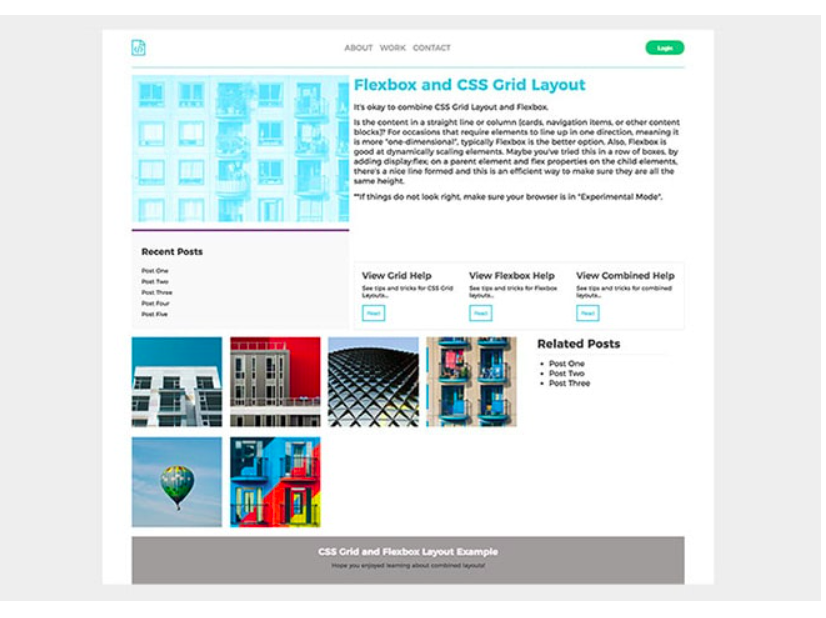 ABOUT WORK CONTACT
Login
Flexbox and CSS Grid Layout
It's okay to combine CSS Grid Layout and Flexbox.
Is the content in a straight line or column [cards, navigation items, or other content
blocks]? For occasions that require elements to line up in one direction, meaning it
is more "one-dimensional", typically Flexbox is the better option. Also, Flexbox is
good at dynamically scaling elements. Maybe you've tried this in a row of boxes, by
adding display:flex; on a parent element and flex properties on the child elements,
there's a nice line formed and this is an efficient way to make sure they are all the
same height.
**If things do not look right, make sure your browser is in "Experimental Mode".
Recent Posts
Post One
Post Two
Post Three
Post Four
Post Five
View Grid Help
See tips and tricks for CSS Grid
Layouts...
Read
View Flexbox Help
See tips and tricks for Flexbox
layouts...
Read
View Combined Help
See tips and tricks for combined
layouts...
Read
Related Posts
• Post One
• Post Two
• Post Three
CSS Grid and Flexbox Layout Example
Hope you enjoyed learning about combined layouts!